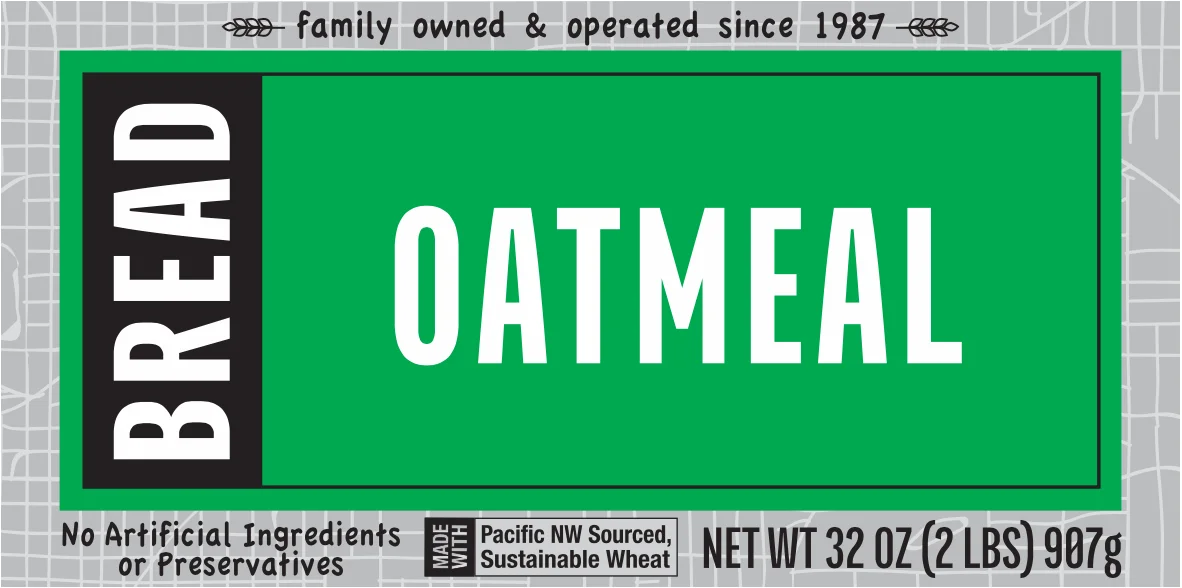 family owned & operated since 1987
BREAD
OATMEAL
No Artificial Ingredients
or Preservatives
MADE
WITH
Pacific NW Sourced,
Sustainable Wheat
NET WT 32 OZ (2 LBS) 907g